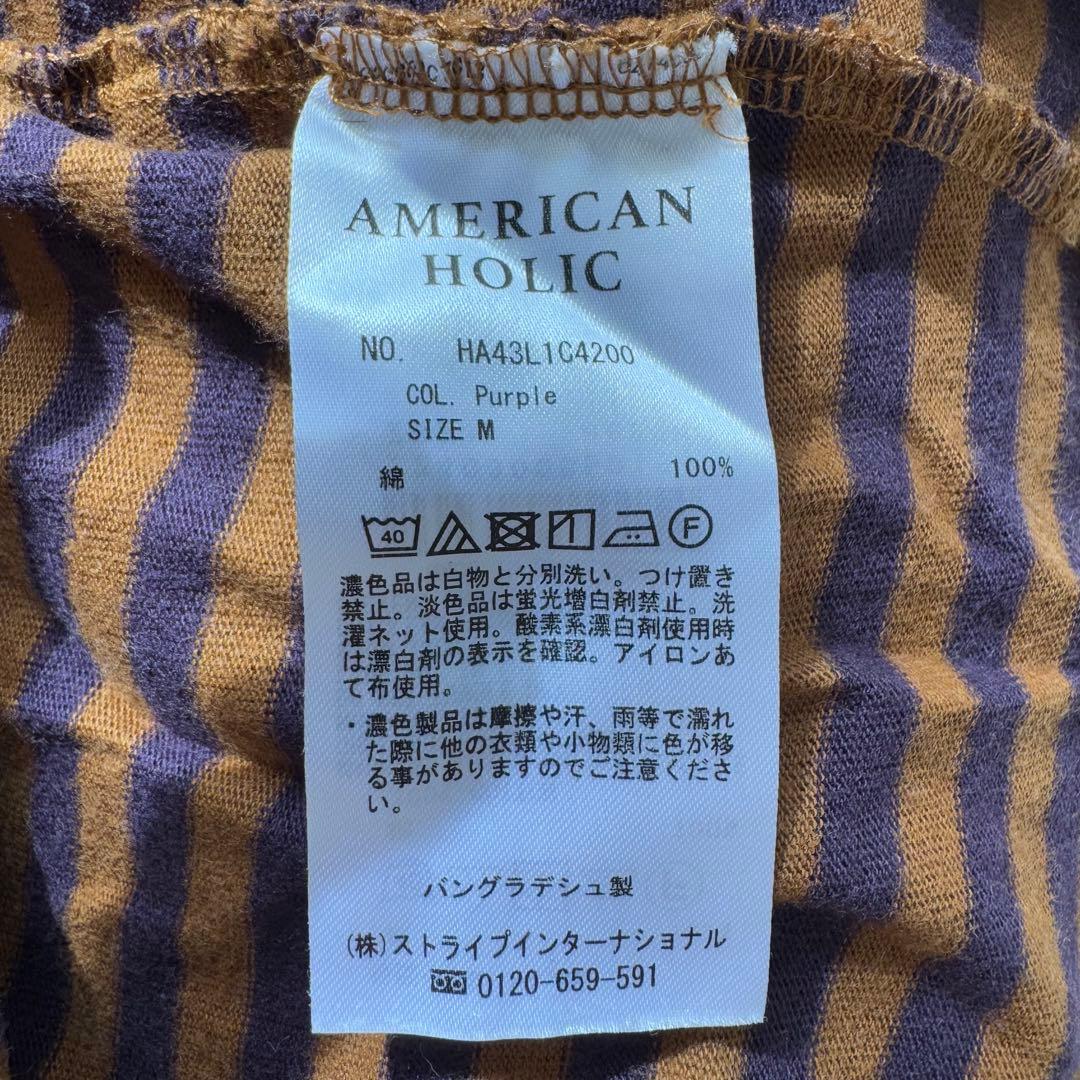 AMERICAN
HOLIC
NO. HA43L1C4200
COL. Purple
SIZE M
綿 100%
40 F
濃色品は白物と分別洗い。つけ置き
禁止。淡色品は蛍光増白剤禁止。洗
濯ネット使用。酸素系漂白剤使用時
は漂白剤の表示を確認。アイロンあ
て布使用。
・濃色製品は摩擦や汗、雨等で濡れ
た際に他の衣類や小物類に色が移
る事がありますのでご注意くださ
い。
バングラデシュ製
(株)ストライプインターナショナル
0120-659-591